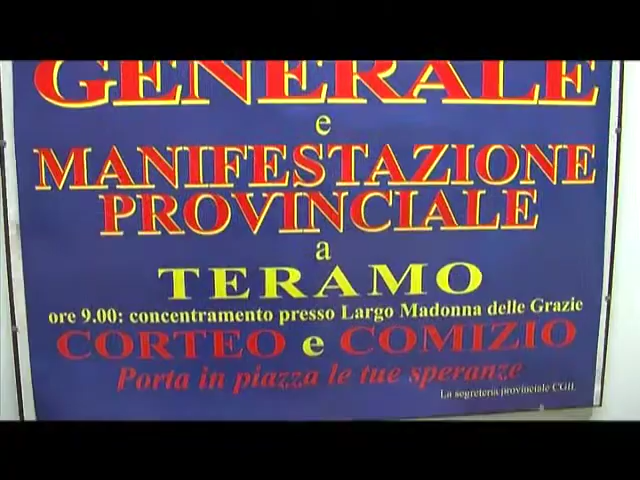 GENERALE
e
MANIFESTAZIONE
PROVINCIALE
a
TERAMO
ore 9.00: concentramento presso Largo Madonna delle Grazie
CORTEO e COMIZIO
Porta in piazza le tue speranze
La segreteria provinciale CGIL